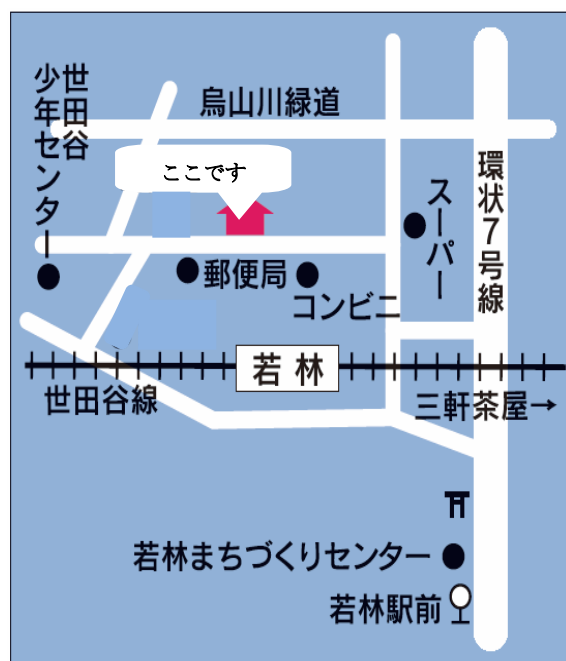 世田谷
少年センター
烏山川緑道
ここです
環状7号線
スーパー
郵便局
コンビニ
若林
世田谷線
三軒茶屋→
若林まちづくりセンター
若林駅前